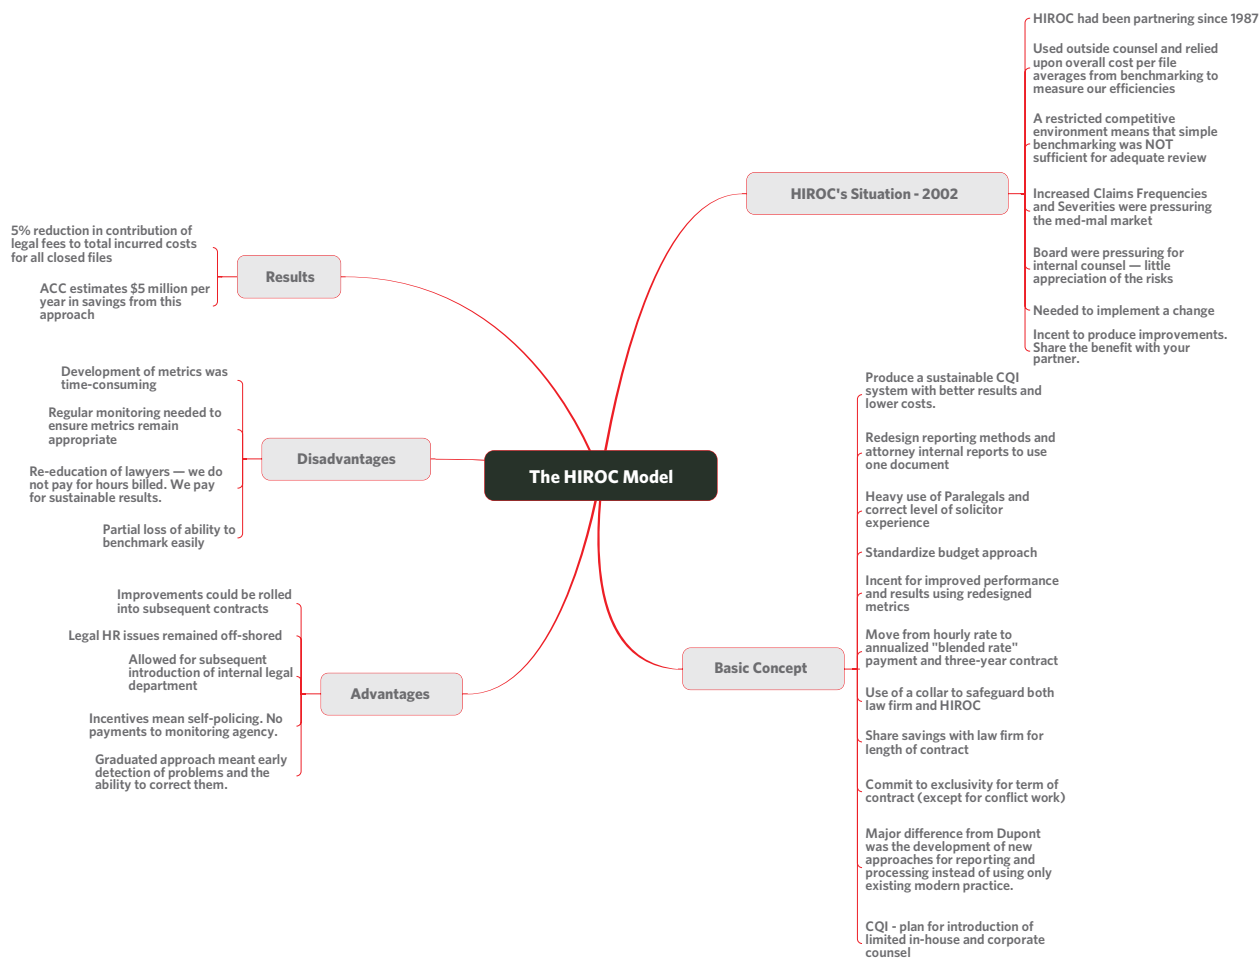 The HIROC Model
HIROC's Situation - 2002
HIROC had been partnering since 1987
Used outside counsel and relied
upon overall cost per file
averages from benchmarking to
measure our efficiencies
A restricted competitive
environment means that simple
benchmarking was NOT
sufficient for adequate review
Increased Claims Frequencies
and Severities were pressuring
the med-mal market
Board were pressuring for
internal counsel — little
appreciation of the risks
Needed to implement a change
Incent to produce improvements.
Share the benefit with your
partner.
Basic Concept
Produce a sustainable CQI
system with better results and
lower costs.
Redesign reporting methods and
attorney internal reports to use
one document
Heavy use of Paralegals and
correct level of solicitor
experience
Standardize budget approach
Incent for improved performance
and results using redesigned
metrics
Move from hourly rate to
annualized "blended rate"
payment and three-year contract
Use of a collar to safeguard both
law firm and HIROC
Share savings with law firm for
length of contract
Commit to exclusivity for term of
contract (except for conflict work)
Major difference from Dupont
was the development of new
approaches for reporting and
processing instead of using only
existing modern practice.
CQI - plan for introduction of
limited in-house and corporate
counsel
Results
5% reduction in contribution of
legal fees to total incurred costs
for all closed files
ACC estimates $5 million per
year in savings from this
approach
Disadvantages
Development of metrics was
time-consuming
Regular monitoring needed to
ensure metrics remain
appropriate
Re-education of lawyers — we do
not pay for hours billed. We pay
for sustainable results.
Partial loss of ability to
benchmark easily
Advantages
Improvements could be rolled
into subsequent contracts
Legal HR issues remained off-shored
Allowed for subsequent
introduction of internal legal
department
Incentives mean self-policing. No
payments to monitoring agency.
Graduated approach meant early
detection of problems and the
ability to correct them.